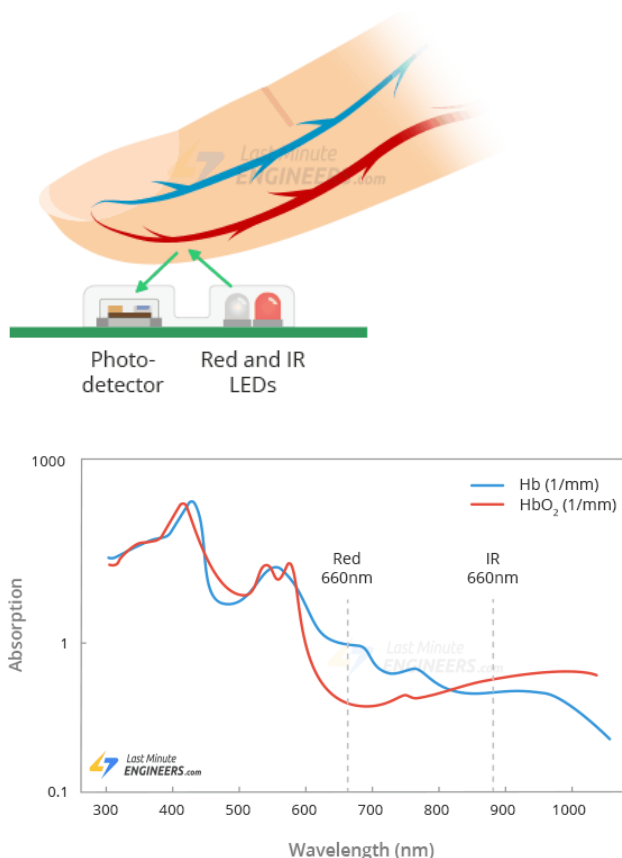 Last Minute
ENGINEERS.com
Photo-
detector
Red and IR
LEDs
1000
Hb (1/mm)
HbO₂ (1/mm)
Red
660nm
IR
660nm
Absorption
1
Last Minute
ENGINEERS.com
Last Minute
ENGINEERS.com
0.1
300 400 500 600 700 800 900 1000
Wavelength (nm)